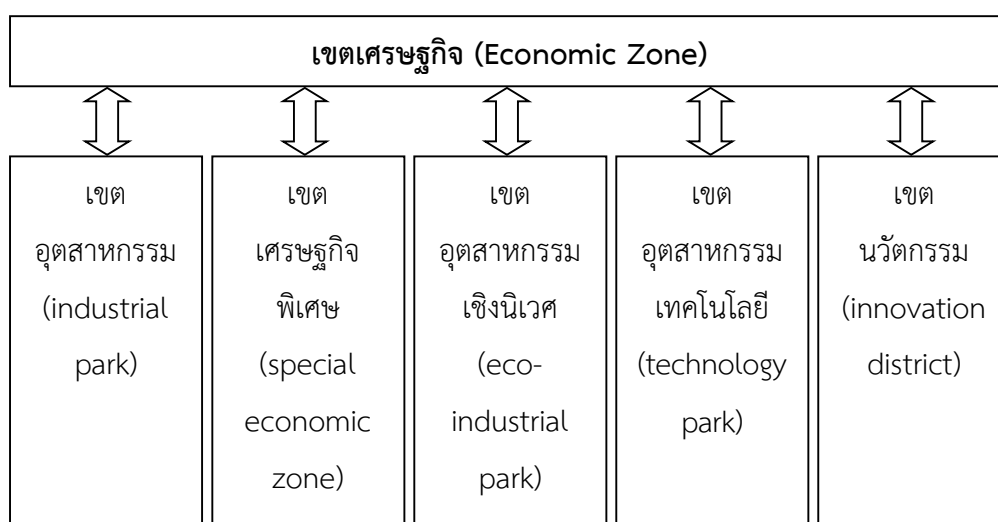 เขตเศรษฐกิจ (Economic Zone)
เขต
อุตสาหกรรม
(industrial
park)
เขต
เศรษฐกิจ
พิเศษ
(special
economic
zone)
เขต
อุตสาหกรรม
เชิงนิเวศ
(eco-
industrial
park)
เขต
อุตสาหกรรม
เทคโนโลยี
(technology
park)
เขต
นวัตกรรม
(innovation
district)